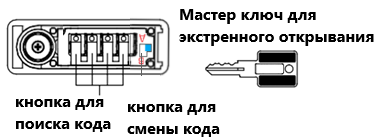 Мастер ключ для
экстренного открывания
A
B
кнопка для
поиска кода
кнопка для
смены кода